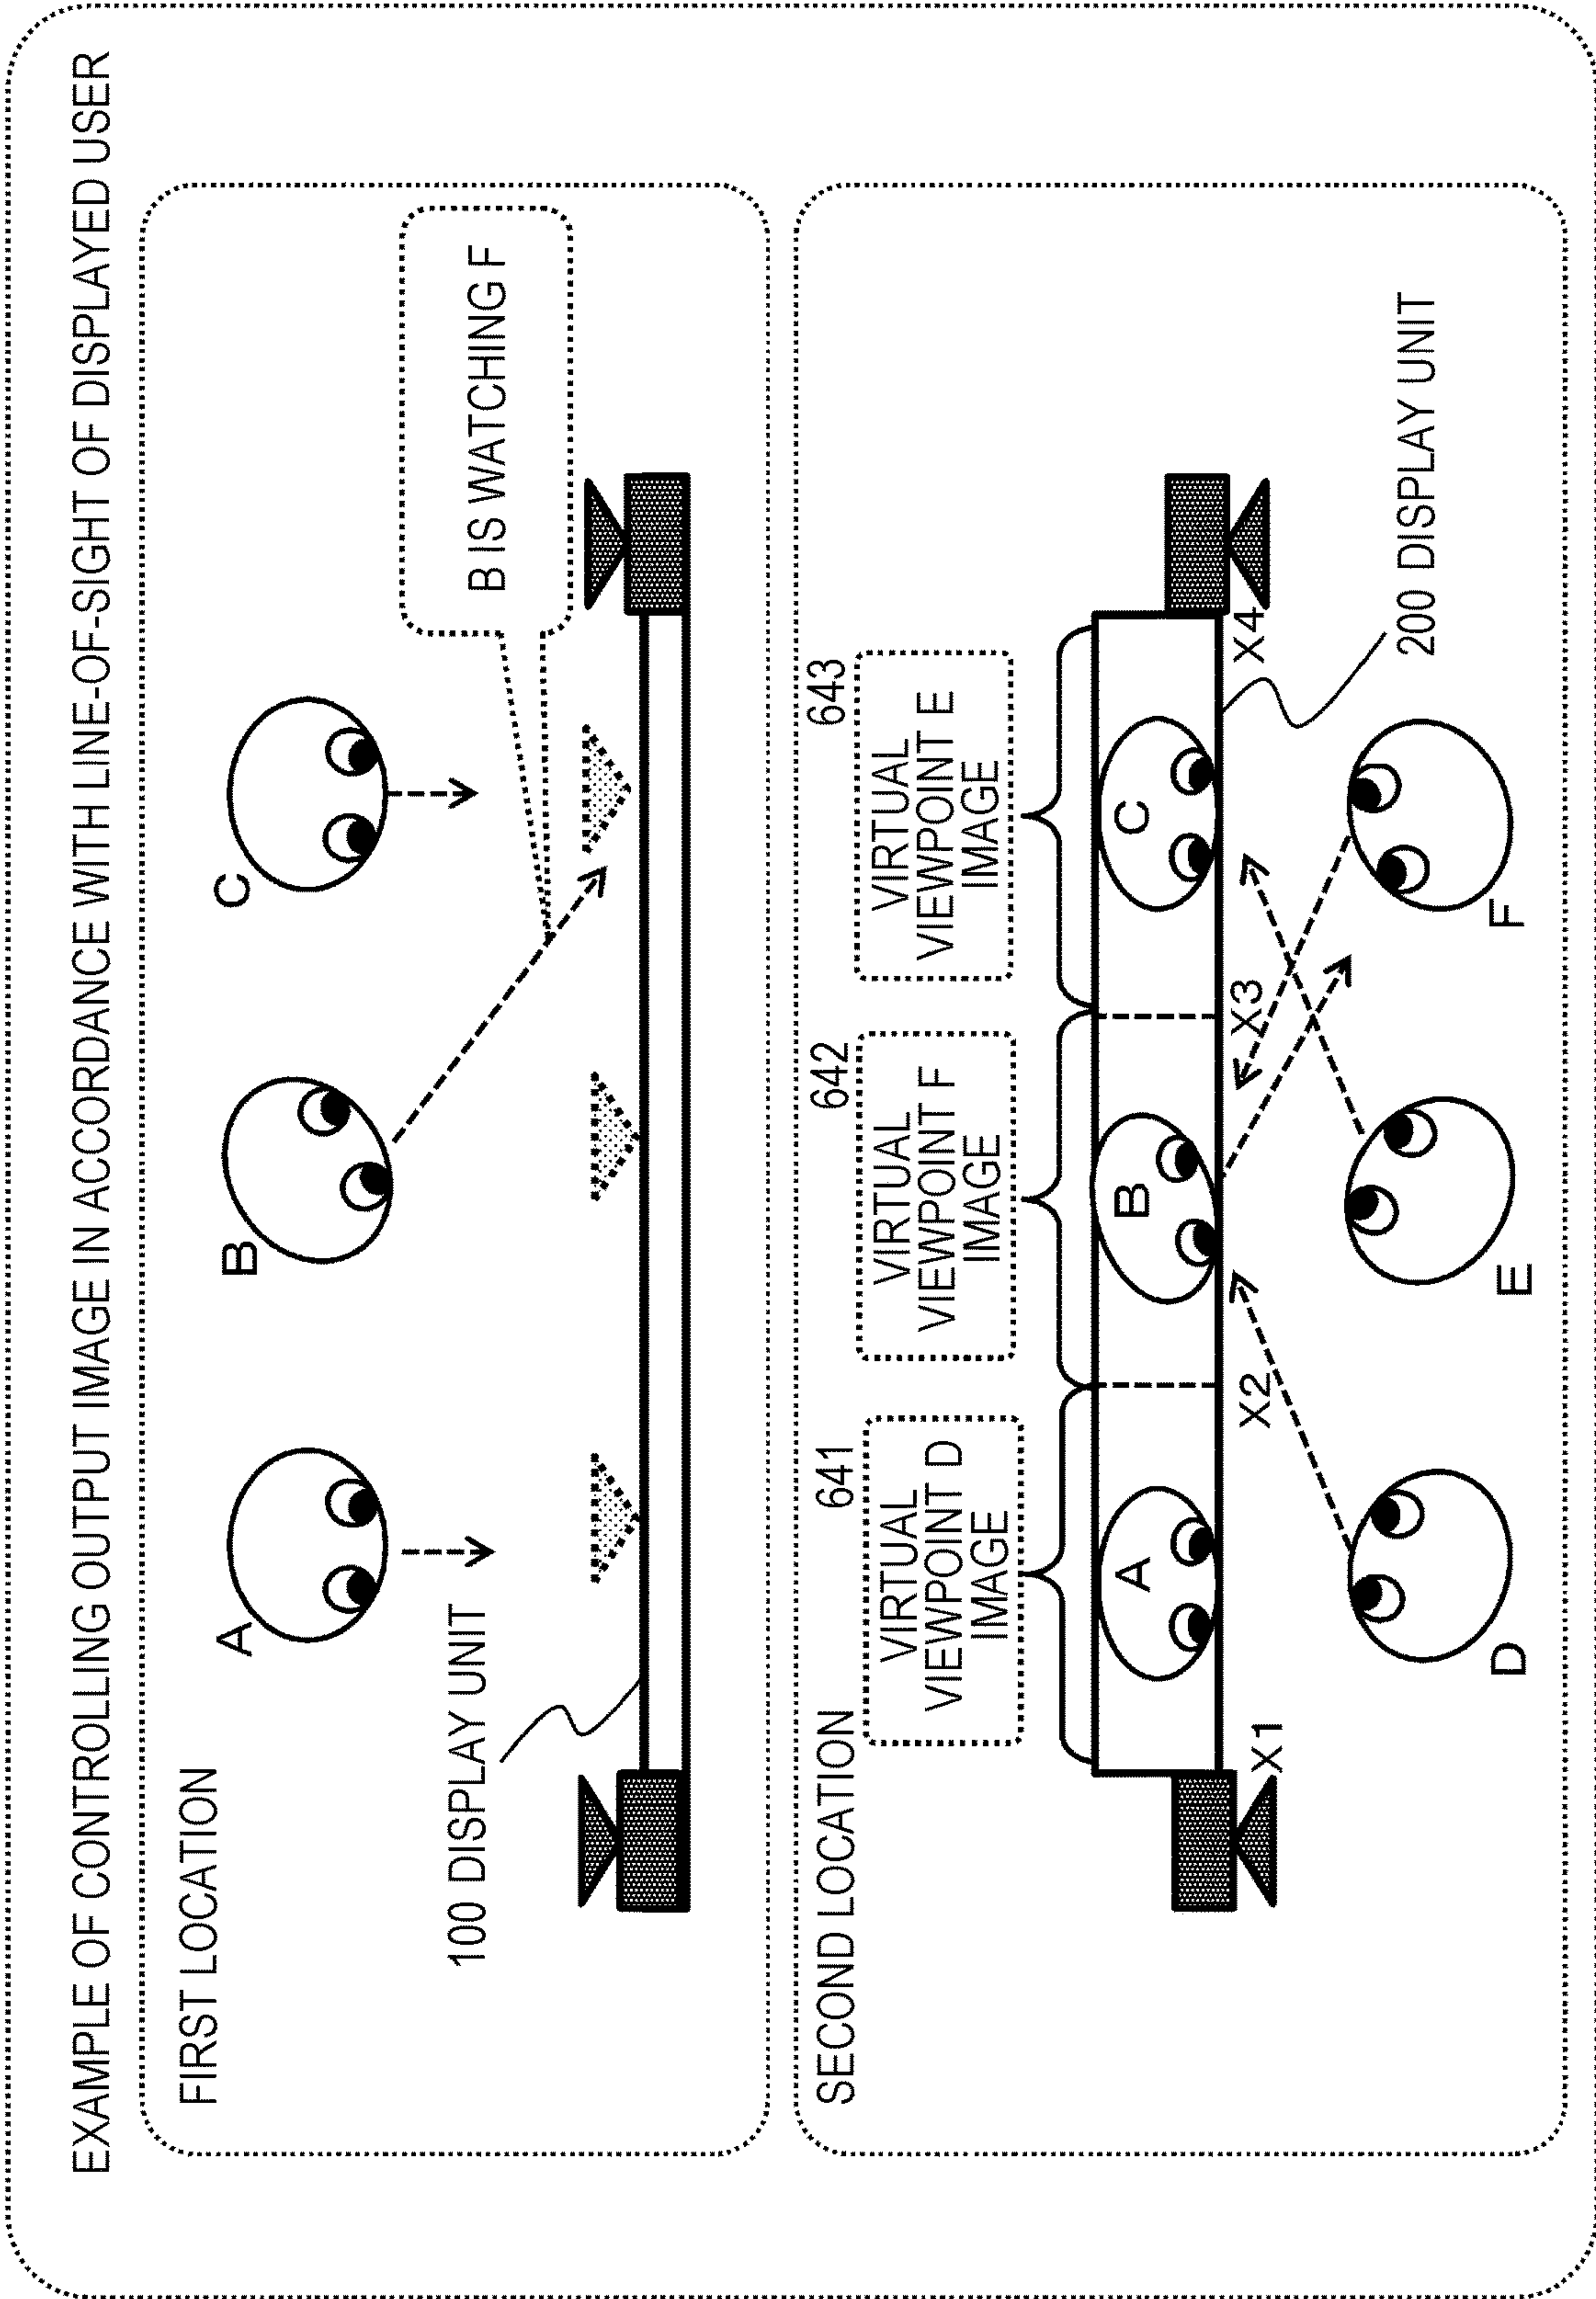 EXAMPLE OF CONTROLLING OUTPUT IMAGE IN ACCORDANCE WITH LINE-OF-SIGHT OF DISPLAYED USER
FIRST LOCATION
A
B
C
B IS WATCHING F
100 DISPLAY UNIT
SECOND LOCATION
641
VIRTUAL
VIEWPOINT D
IMAGE
642
VIRTUAL
VIEWPOINT F
IMAGE
643
VIRTUAL
VIEWPOINT E
IMAGE
A
B
C
X1
X2
X3
X4
200 DISPLAY UNIT
D
E
F